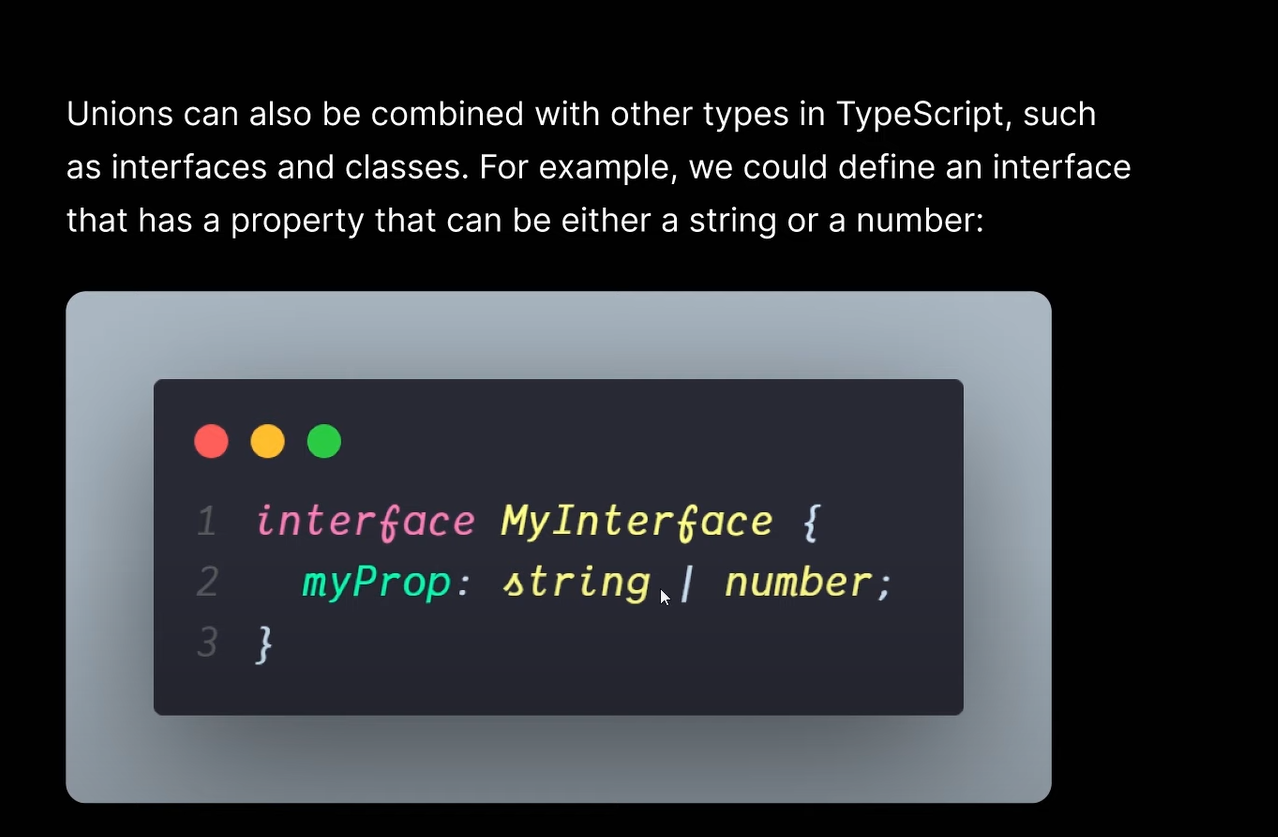 Unions can also be combined with other types in TypeScript, such
as interfaces and classes. For example, we could define an interface
that has a property that can be either a string or a number:
1 interface MyInterface {
2 myProp: string | number;
3 }